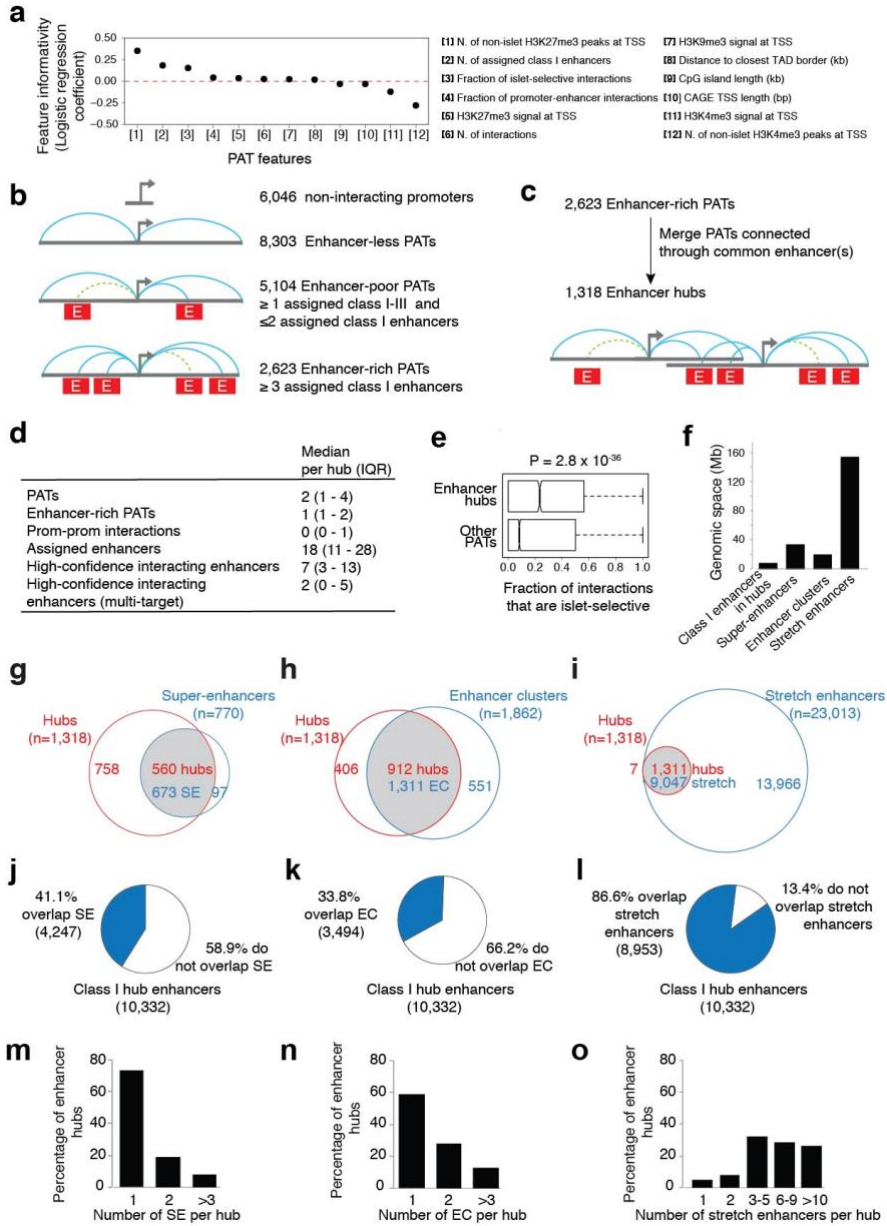 a
Feature informativity
(Logistic regression
coefficient)
0.50
0.25
0.00
−0.25
−0.50
[1] [2] [3] [4] [5] [6] [7] [8] [9] [10] [11] [12]
PAT features
[1] N. of non-islet H3K27me3 peaks at TSS
[2] N. of assigned class I enhancers
[3] Fraction of islet-selective interactions
[4] Fraction of promoter-enhancer interactions
[5] H3K27me3 signal at TSS
[6] N. of interactions
[7] H3K9me3 signal at TSS
[8] Distance to closest TAD border (kb)
[9] CpG island length (kb)
[10] CAGE TSS length (bp)
[11] H3K4me3 signal at TSS
[12] N. of non-islet H3K4me3 peaks at TSS
b
6,046 non-interacting promoters
8,303 Enhancer-less PATs
5,104 Enhancer-poor PATs
≥ 1 assigned class I-III and
≤2 assigned class I enhancers
E E
2,623 Enhancer-rich PATs
≥ 3 assigned class I enhancers
E E E E
c
2,623 Enhancer-rich PATs
Merge PATs connected
through common enhancer(s)
1,318 Enhancer hubs
E E E E E
d
Median
per hub (IQR)
PATs 2 (1 - 4)
Enhancer-rich PATs 1 (1 - 2)
Prom-prom interactions 0 (0 - 1)
Assigned enhancers 18 (11 - 28)
High-confidence interacting enhancers 7 (3 - 13)
High-confidence interacting 2 (0 - 5)
enhancers (multi-target)
e
P = 2.8 x 10-36
Enhancer
hubs
Other
PATs
0.0 0.2 0.4 0.6 0.8 1.0
Fraction of interactions
that are islet-selective
f
Genomic space (Mb)
160
120
80
40
0
Class I enhancers
in hubs
Super-enhancers
Enhancer clusters
Stretch enhancers
g
Super-enhancers
(n=770)
Hubs
(n=1,318)
758
560 hubs
673 SE
97
h
Enhancer clusters
(n=1,862)
Hubs
(n=1,318)
406
912 hubs
1,311 EC
551
i
Stretch enhancers
(n=23,013)
Hubs
(n=1,318)
7
1,311 hubs
9,047 stretch
13,966
j
41.1%
overlap SE
(4,247)
58.9% do
not overlap SE
Class I hub enhancers
(10,332)
k
33.8%
overlap EC
(3,494)
66.2% do
not overlap EC
Class I hub enhancers
(10,332)
l
86.6% overlap
stretch
enhancers
(8,953)
13.4% do not
overlap stretch
enhancers
Class I hub enhancers
(10,332)
m
Percentage of enhancer
hubs
80
60
40
20
0
1 2 >3
Number of SE per hub
n
Percentage of enhancer
hubs
80
60
40
20
0
1 2 >3
Number of EC per hub
o
Percentage of enhancer
hubs
80
60
40
20
0
1 2 3-5 6-9 >10
Number of stretch enhancers per hub